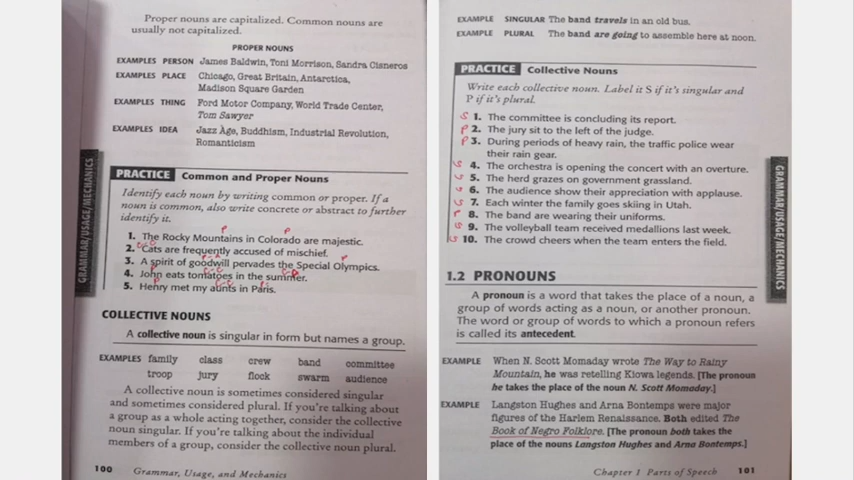 Proper nouns are capitalized. Common nouns are
usually not capitalized.
PROPER NOUNS
EXAMPLES PERSON James Baldwin, Toni Morrison, Sandra Cisneros
EXAMPLES PLACE Chicago, Great Britain, Antarctica,
Madison Square Garden
EXAMPLES THING Ford Motor Company, World Trade Center,
Tom Sawyer
EXAMPLES IDEA Jazz Age, Buddhism, Industrial Revolution,
Romanticism
PRACTICE Common and Proper Nouns
Identify each noun by writing common or proper. If a
noun is common, also write concrete or abstract to further
identify it.
1. The Rocky Mountains in Colorado are majestic.
2. Cats are frequently accused of mischief.
3. A spirit of goodwill pervades the Special Olympics.
4. John eats tomatoes in the summer.
5. Henry met my aunts in Paris.
COLLECTIVE NOUNS
A collective noun is singular in form but names a group.
EXAMPLES family class crew band committee
troop jury flock swarm audience
A collective noun is sometimes considered singular
and sometimes considered plural. If you're talking about
a group as a whole acting together, consider the collective
noun singular. If you're talking about the individual
members of a group, consider the collective noun plural.
100 Grammar, Usage, and Mechanics
GRAMMAR/USAGE/MECHANICS
EXAMPLE SINGULAR The band travels in an old bus.
EXAMPLE PLURAL The band are going to assemble here at noon.
PRACTICE Collective Nouns
Write each collective noun. Label it S if it's singular and
P if it's plural.
S 1. The committee is concluding its report.
P 2. The jury sit to the left of the judge.
P 3. During periods of heavy rain, the traffic police wear
their rain gear.
S 4. The orchestra is opening the concert with an overture.
S 5. The herd grazes on government grassland.
S 6. The audience show their appreciation with applause.
S 7. Each winter the family goes skiing in Utah.
P 8. The band are wearing their uniforms.
S 9. The volleyball team received medallions last week.
S 10. The crowd cheers when the team enters the field.
1.2 PRONOUNS
A pronoun is a word that takes the place of a noun, a
group of words acting as a noun, or another pronoun.
The word or group of words to which a pronoun refers
is called its antecedent.
EXAMPLE When N. Scott Momaday wrote The Way to Rainy
Mountain, he was retelling Kiowa legends. [The pronoun
he takes the place of the noun N. Scott Momaday.]
EXAMPLE Langston Hughes and Arna Bontemps were major
figures of the Harlem Renaissance. Both edited The
Book of Negro Folklore. [The pronoun both takes the
place of the nouns Langston Hughes and Arna Bontemps.]
Chapter 1 Parts of Speech 101
GRAMMAR/USAGE/MECHANICS